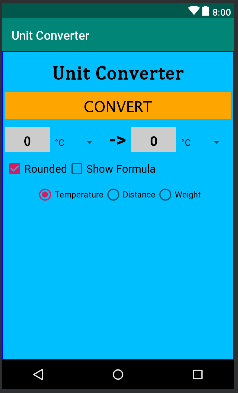 8:00
Unit Converter
Unit Converter
CONVERT
0 °C -> 0 °C
Rounded Show Formula
Temperature Distance Weight